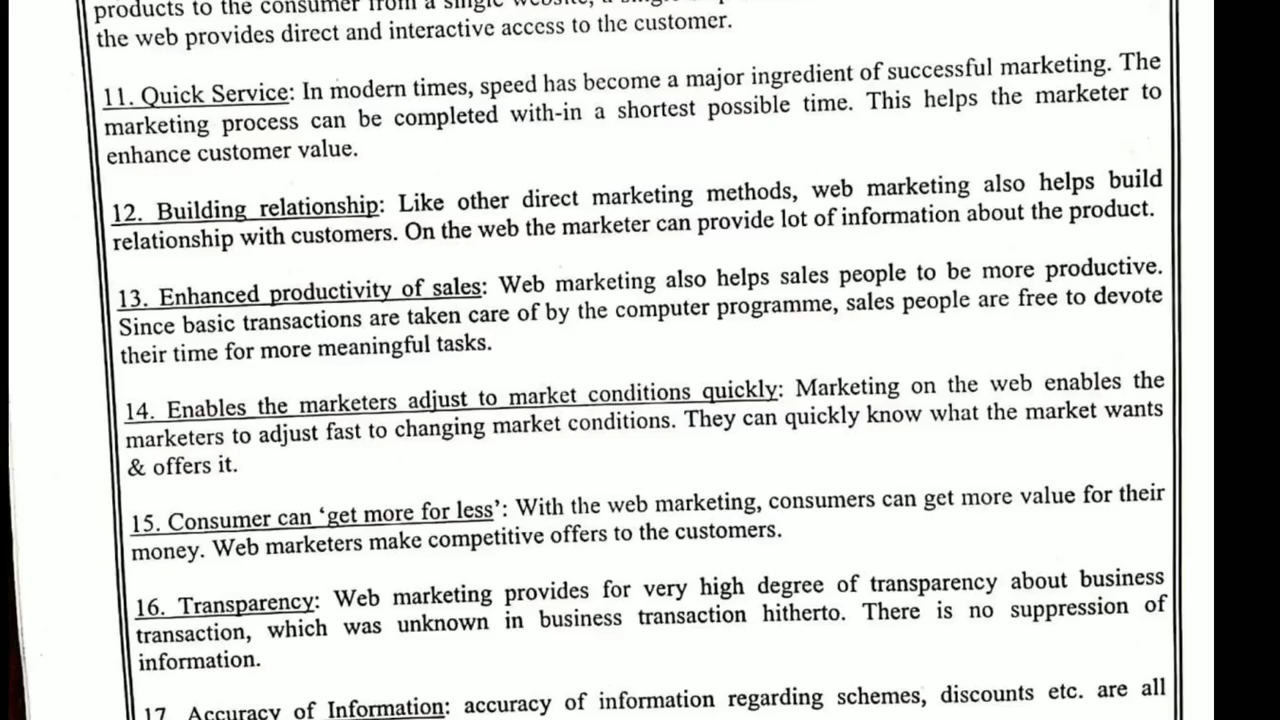 products to the consumer from a single website, a
the web provides direct and interactive access to the customer.
11. Quick Service: In modern times, speed has become a major ingredient of successful marketing. The
marketing process can be completed with-in a shortest possible time. This helps the marketer to
enhance customer value.
12. Building relationship: Like other direct marketing methods, web marketing also helps build
relationship with customers. On the web the marketer can provide lot of information about the product.
13. Enhanced productivity of sales: Web marketing also helps sales people to be more productive.
Since basic transactions are taken care of by the computer programme, sales people are free to devote
their time for more meaningful tasks.
14. Enables the marketers adjust to market conditions quickly: Marketing on the web enables the
marketers to adjust fast to changing market conditions. They can quickly know what the market wants
& offers it.
15. Consumer can ‘get more for less’: With the web marketing, consumers can get more value for their
money. Web marketers make competitive offers to the customers.
16. Transparency: Web marketing provides for very high degree of transparency about business
transaction, which was unknown in business transaction hitherto. There is no suppression of
information.
17. Accuracy of Information: accuracy of information regarding schemes, discounts etc. are all